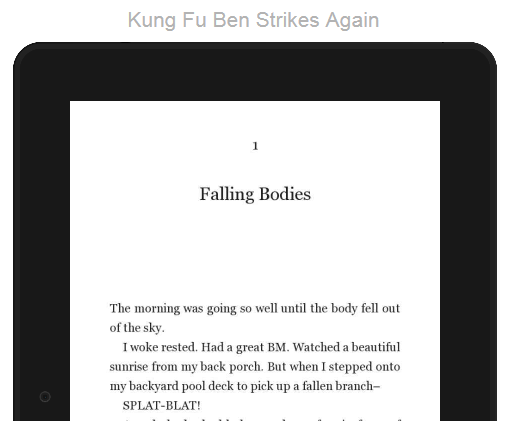 Kung Fu Ben Strikes Again
1
Falling Bodies
The morning was going so well until the body fell out
of the sky.
I woke rested. Had a great BM. Watched a beautiful
sunrise from my back porch. But when I stepped onto
my backyard pool deck to pick up a fallen branch–
SPLAT-BLAT!